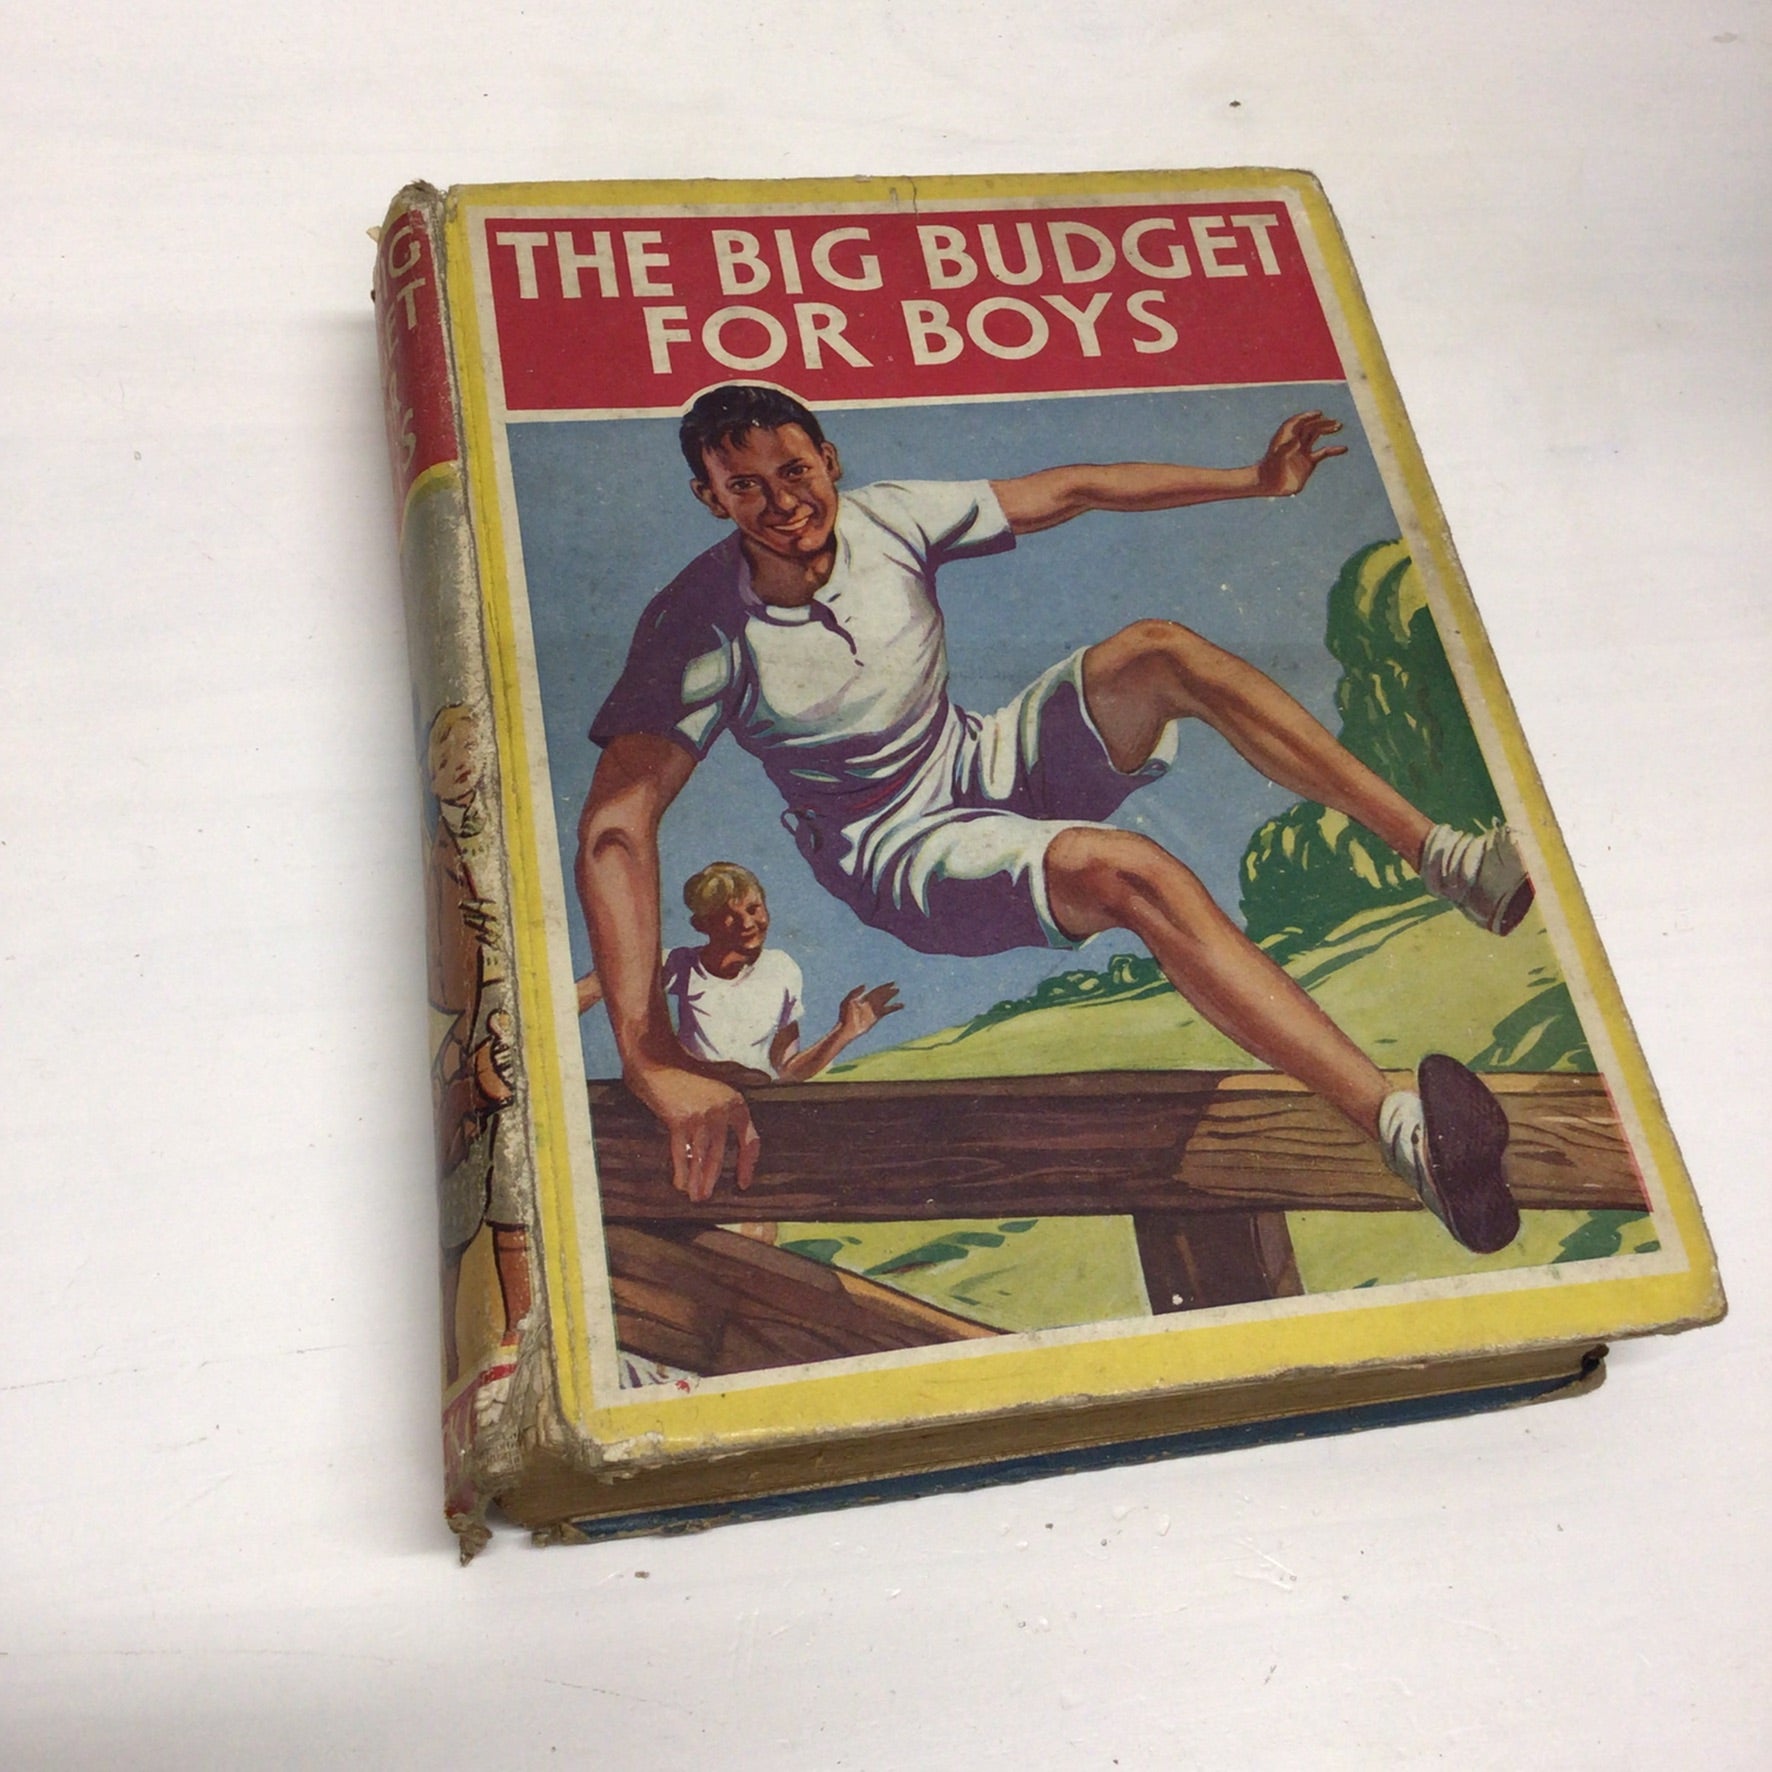 THE BIG BUDGET
FOR BOYS